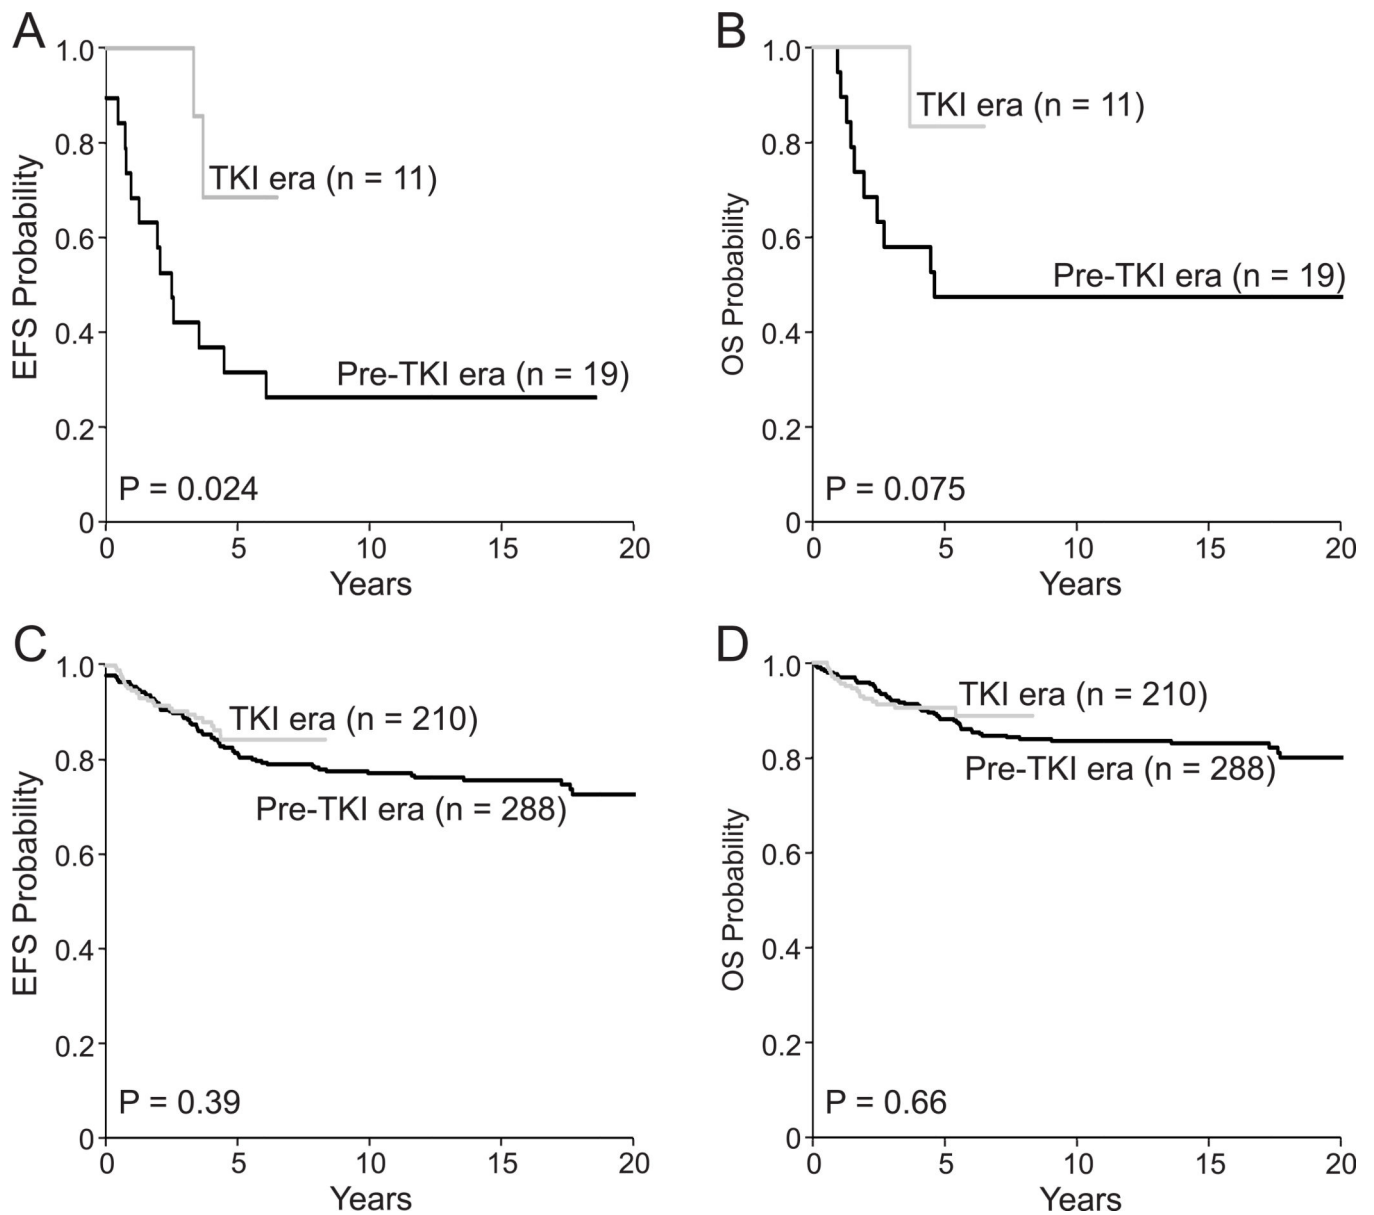 A
1.0
0.8
0.6
0.4
0.2
0
EFS Probability
TKI era (n = 11)
Pre-TKI era (n = 19)
P = 0.024
0 5 10 15 20
Years
B
1.0
0.8
0.6
0.4
0.2
0
OS Probability
TKI era (n = 11)
Pre-TKI era (n = 19)
P = 0.075
0 5 10 15 20
Years
C
1.0
0.8
0.6
0.4
0.2
0
EFS Probability
TKI era (n = 210)
Pre-TKI era (n = 288)
P = 0.39
0 5 10 15 20
Years
D
1.0
0.8
0.6
0.4
0.2
0
OS Probability
TKI era (n = 210)
Pre-TKI era (n = 288)
P = 0.66
0 5 10 15 20
Years